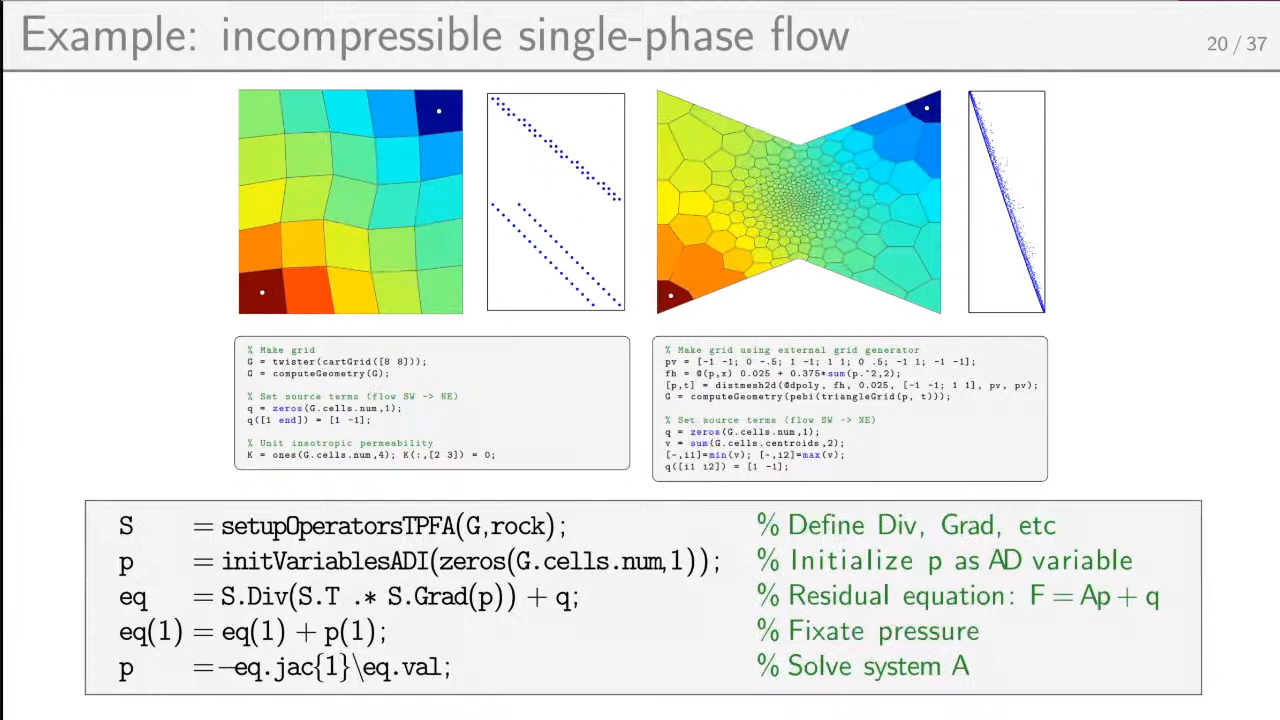 Example: incompressible single-phase flow
20 / 37
% Make grid
G = twister(cartGrid([8 8]));
G = computeGeometry(G);
% Set source terms (flow SW -> NE)
q = zeros(G.cells.num,1);
q([1 end]) = [1 -1];
% Unit insotropic permeability
K = ones(G.cells.num,4); K(:,[2 3]) = 0;
% Make grid using external grid generator
pv = [-1 -1; 0 -.5; 1 -1; 1 1; 0 .5; -1 1; -1 -1];
fh = @(p,x) 0.025 + 0.375*sum(p.^2,2);
[p,t] = distmesh2d(@dpoly, fh, 0.025, [-1 -1; 1 1], pv, pv);
G = computeGeometry(pebi(triangleGrid(p, t)));
% Set source terms (flow SW -> NE)
q = zeros(G.cells.num,1);
v = sum(G.cells.centroids,2);
[~,i1]=min(v); [~,i2]=max(v);
q([i1 i2]) = [1 -1];
S = setupOperatorsTPFA(G,rock); % Define Div, Grad, etc
p = initVariablesADI(zeros(G.cells.num,1)); % Initialize p as AD variable
eq = S.Div(S.T .* S.Grad(p)) + q; % Residual equation: F = Ap + q
eq(1) = eq(1) + p(1); % Fixate pressure
p = -eq.jac{1}\eq.val; % Solve system A